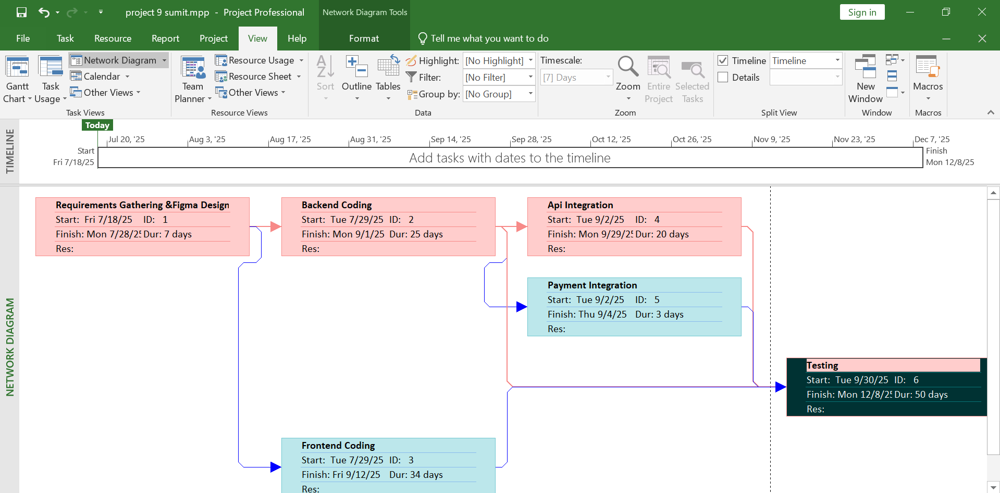 project 9 sumit.mpp - Project Professional
Network Diagram Tools
Sign in
File Task Resource Report Project View Help Format Tell me what you want to do
Gantt Chart
Task Usage
Network Diagram
Calendar
Other Views
Task Views
Team Planner
Resource Usage
Resource Sheet
Other Views
Resource Views
Sort
Outline
Tables
Highlight: [No Highlight]
Filter: [No Filter]
Group by: [No Group]
Data
Timescale:
[7] Days
Zoom
Entire Project
Selected Tasks
Zoom
Timeline Timeline
Details
Split View
New Window
Window
Macros
Macros
TIMELINE
Today
Jul 20, '25 Aug 3, '25 Aug 17, '25 Aug 31, '25 Sep 14, '25 Sep 28, '25 Oct 12, '25 Oct 26, '25 Nov 9, '25 Nov 23, '25 Dec 7, '25
Start
Fri 7/18/25
Add tasks with dates to the timeline
Finish
Mon 12/8/25
NETWORK DIAGRAM
Requirements Gathering &Figma Design
Start: Fri 7/18/25 ID: 1
Finish: Mon 7/28/25 Dur: 7 days
Res:
Backend Coding
Start: Tue 7/29/25 ID: 2
Finish: Mon 9/1/25 Dur: 25 days
Res:
Api Integration
Start: Tue 9/2/25 ID: 4
Finish: Mon 9/29/25 Dur: 20 days
Res:
Payment Integration
Start: Tue 9/2/25 ID: 5
Finish: Thu 9/4/25 Dur: 3 days
Res:
Testing
Start: Tue 9/30/25 ID: 6
Finish: Mon 12/8/25 Dur: 50 days
Res:
Frontend Coding
Start: Tue 7/29/25 ID: 3
Finish: Fri 9/12/25 Dur: 34 days
Res: